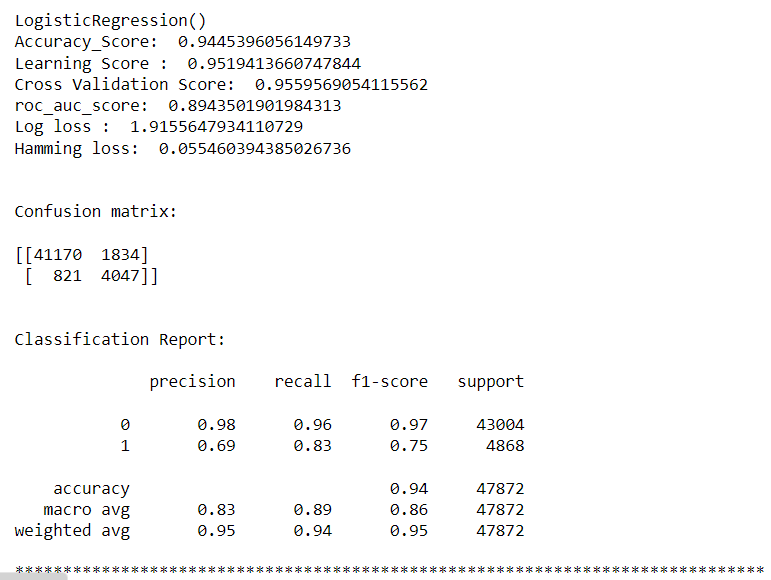 LogisticRegression()
Accuracy_Score:  0.9445396056149733
Learning Score :  0.9519413660747844
Cross Validation Score:  0.9559569054115562
roc_auc_score:  0.8943501901984313
Log loss :  1.9155647934110729
Hamming loss:  0.055460394385026736
Confusion matrix:
[[41170  1834]
 [  821  4047]]
Classification Report:
              precision    recall  f1-score   support
           0       0.98      0.96      0.97     43004
           1       0.69      0.83      0.75      4868
    accuracy                           0.94     47872
   macro avg       0.83      0.89      0.86     47872
weighted avg       0.95      0.94      0.95     47872
******************************************************************************